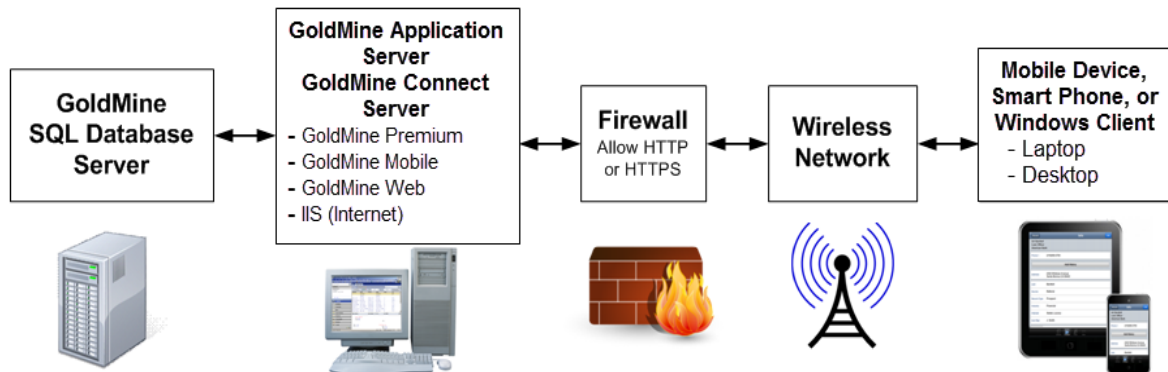 GoldMine
SQL Database
Server
GoldMine Application
Server
GoldMine Connect
Server
- GoldMine Premium
- GoldMine Mobile
- GoldMine Web
- IIS (Internet)
Firewall
Allow HTTP
or HTTPS
Wireless
Network
Mobile Device,
Smart Phone, or
Windows Client
- Laptop
- Desktop